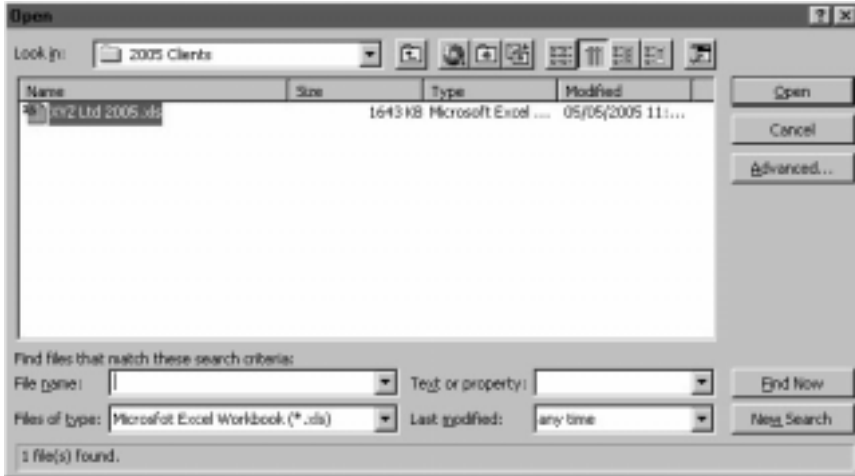 Open
Look in: 2005 Clients
Name Size Type Modified
XYZ Ltd 2005.xls 1643 KB Microsoft Excel .... 05/05/2005 11:...
Open
Cancel
Advanced...
Find files that match these search criteria:
File name: Text or property: Find Now
Files of type: Microsfot Excel Workbook (*.xls) Last modified: any time New Search
1 file(s) found.